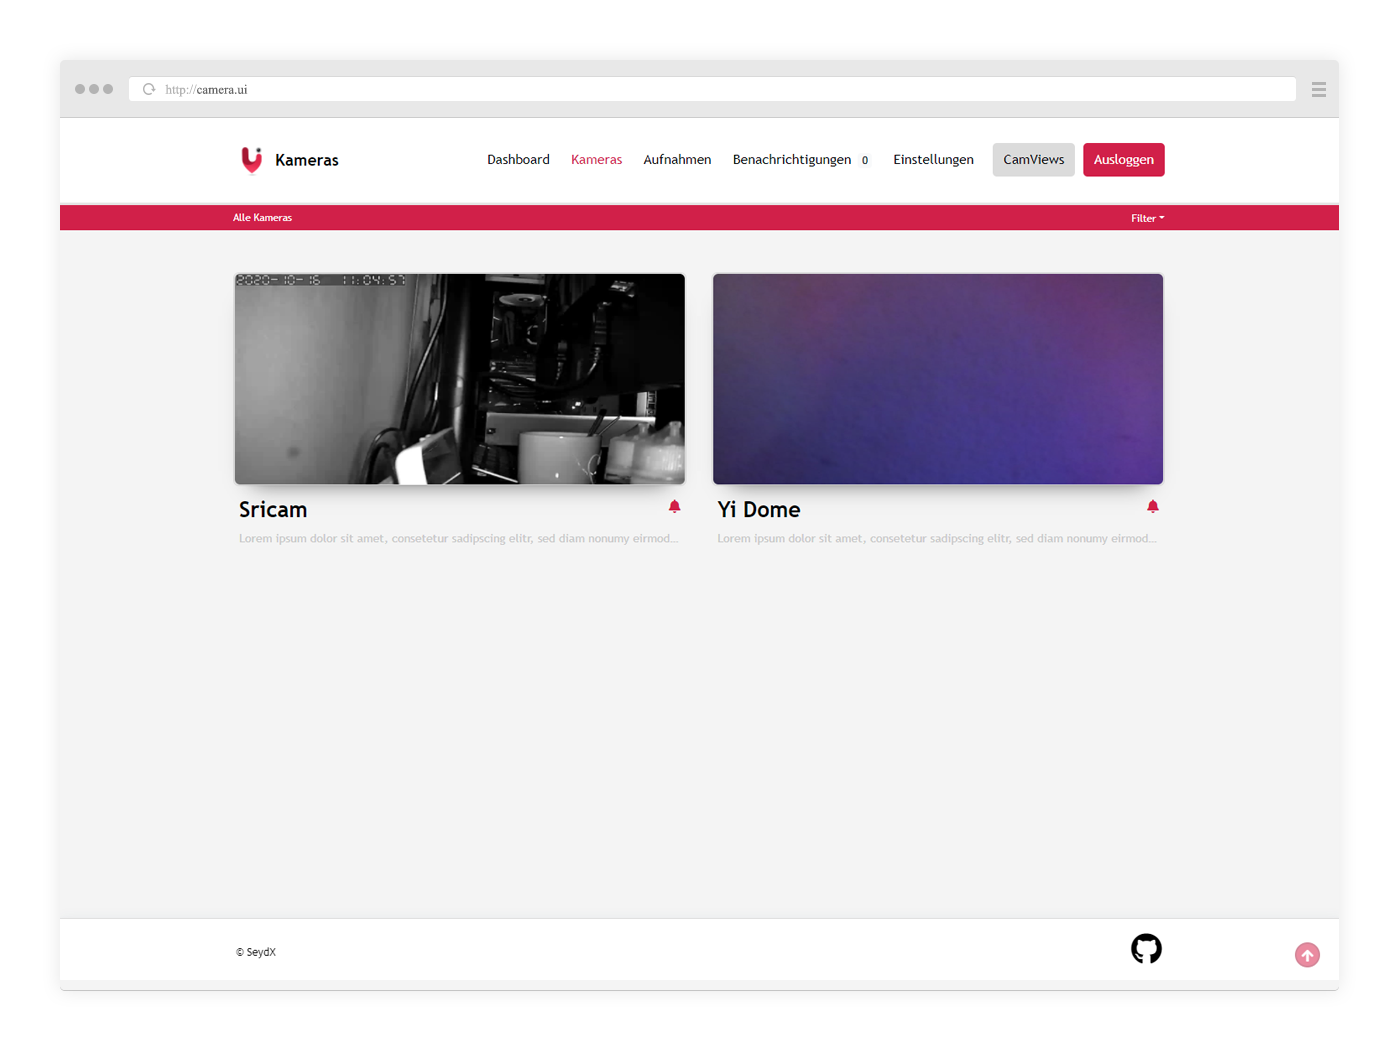 http://camera.ui
Kameras
Dashboard Kameras Aufnahmen Benachrichtigungen 0 Einstellungen CamViews Ausloggen
Alle Kameras
Filter
2020-10-16 11:04:57
Sricam
Lorem ipsum dolor sit amet, consetetur sadipscing elitr, sed diam nonumy eirmod...
Yi Dome
Lorem ipsum dolor sit amet, consetetur sadipscing elitr, sed diam nonumy eirmod...
© SeydX